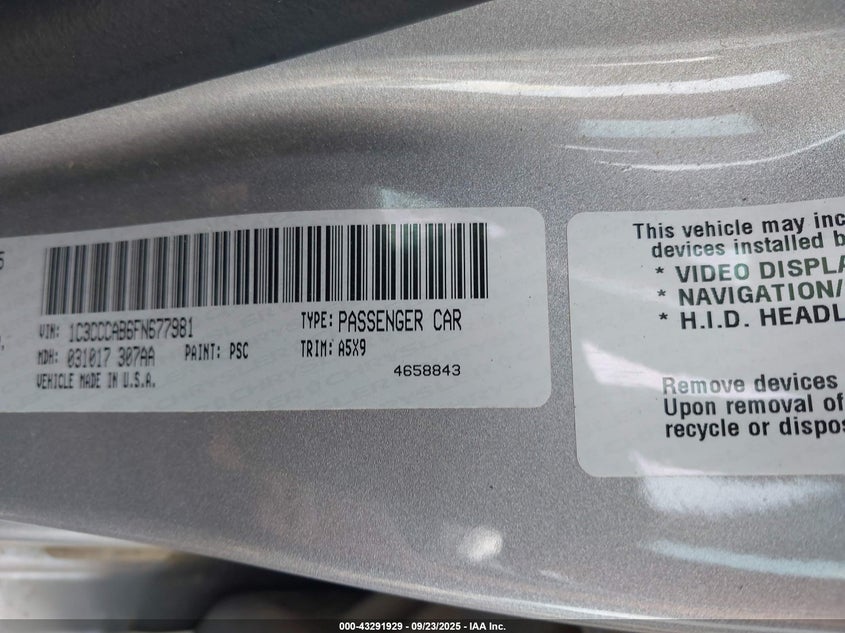 5
VIN: 1C3CCCAB6FN677981
TYPE: PASSENGER CAR
MDH: 031017 307AA PAINT: PSC
TRIM: A5X9
VEHICLE MADE IN U.S.A.
4658843
This vehicle may inc
devices installed b
* VIDEO DISPLA
* NAVIGATION/
* H.I.D. HEADL
Remove devices
Upon removal of
recycle or dispos
000-43291929 - 09/23/2025 - IAA Inc.